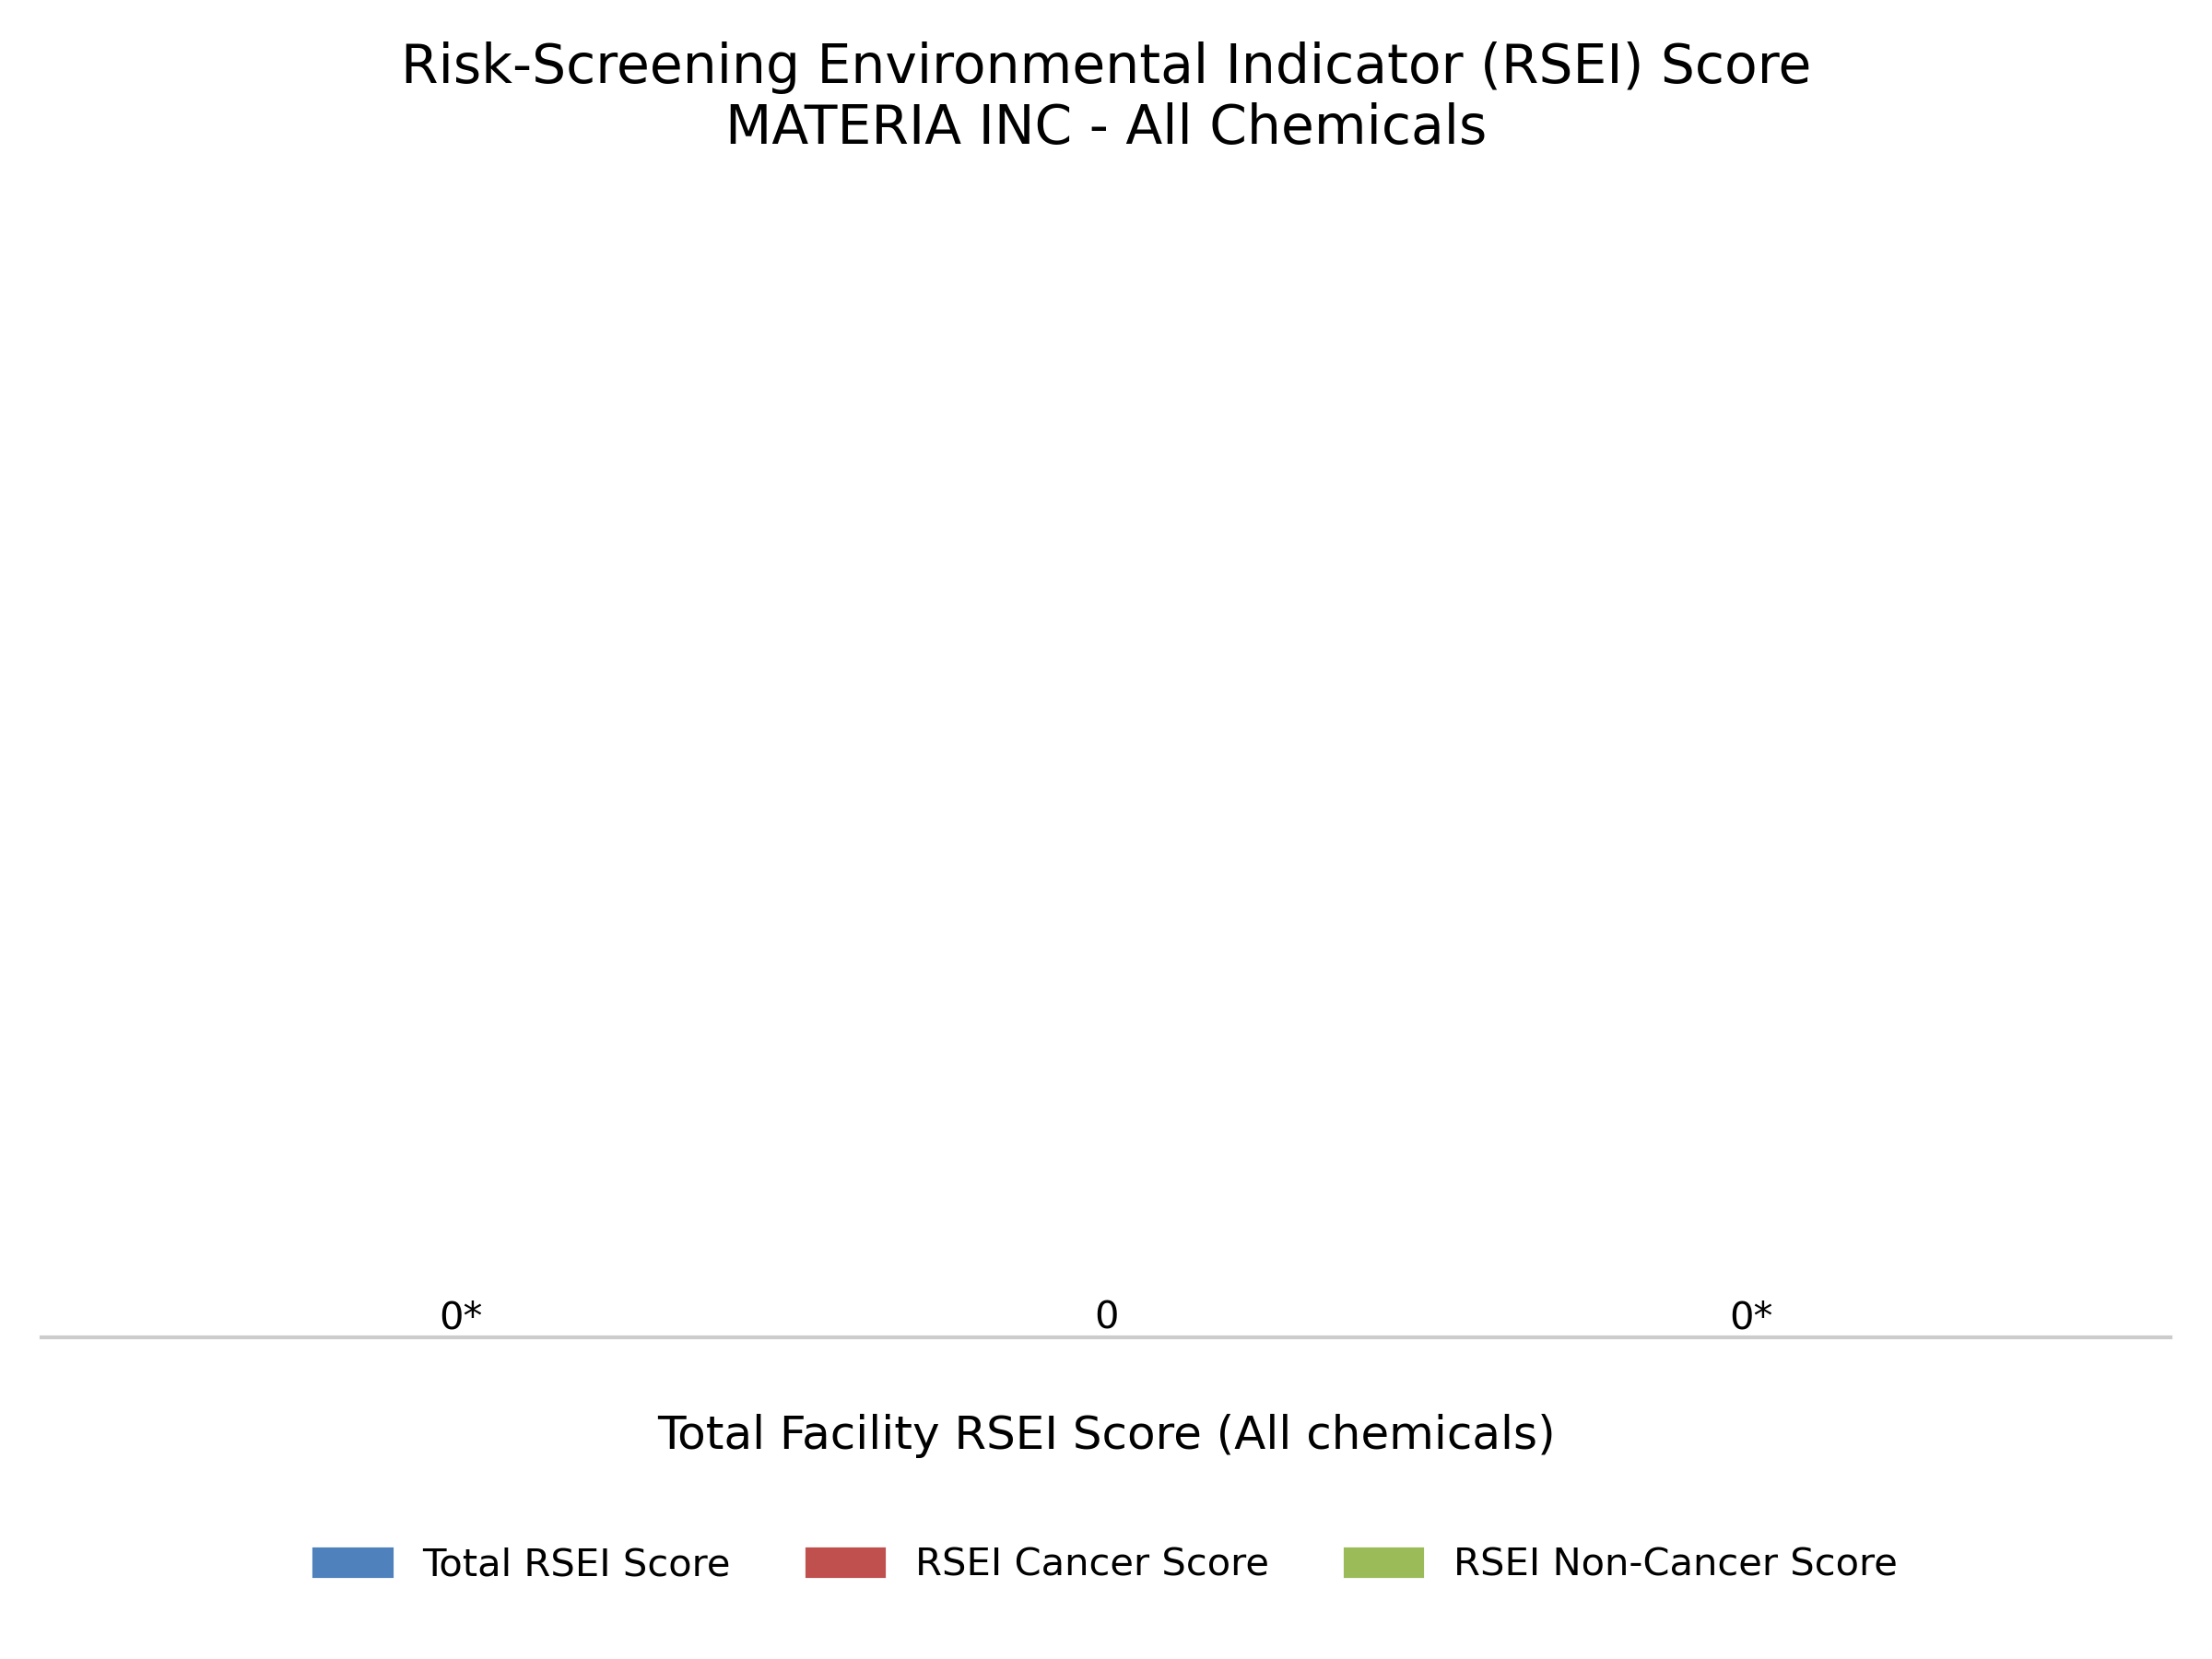 Risk-Screening Environmental Indicator (RSEI) Score
MATERIA INC - All Chemicals
0* 0 0*
Total Facility RSEI Score (All chemicals)
Total RSEI Score RSEI Cancer Score RSEI Non-Cancer Score